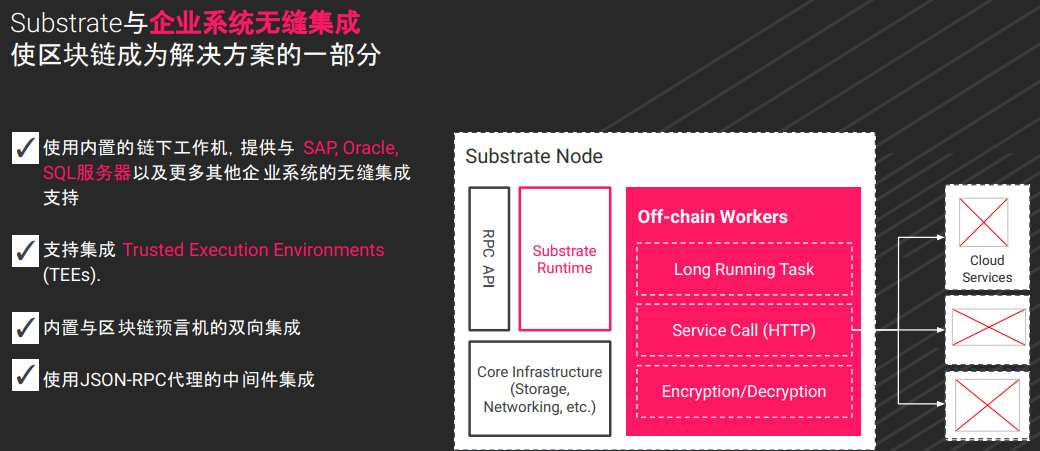 Substrate与企业系统无缝集成
使区块链成为解决方案的一部分
使用内置的链下工作机, 提供与 SAP, Oracle,
SQL服务器以及更多其他企业系统的无缝集成
支持
支持集成 Trusted Execution Environments
(TEEs).
内置与区块链预言机的双向集成
使用JSON-RPC代理的中间件集成
Substrate Node
RPC API
Substrate
Runtime
Core Infrastructure
(Storage,
Networking, etc.)
Off-chain Workers
Long Running Task
Service Call (HTTP)
Encryption/Decryption
Cloud
Services